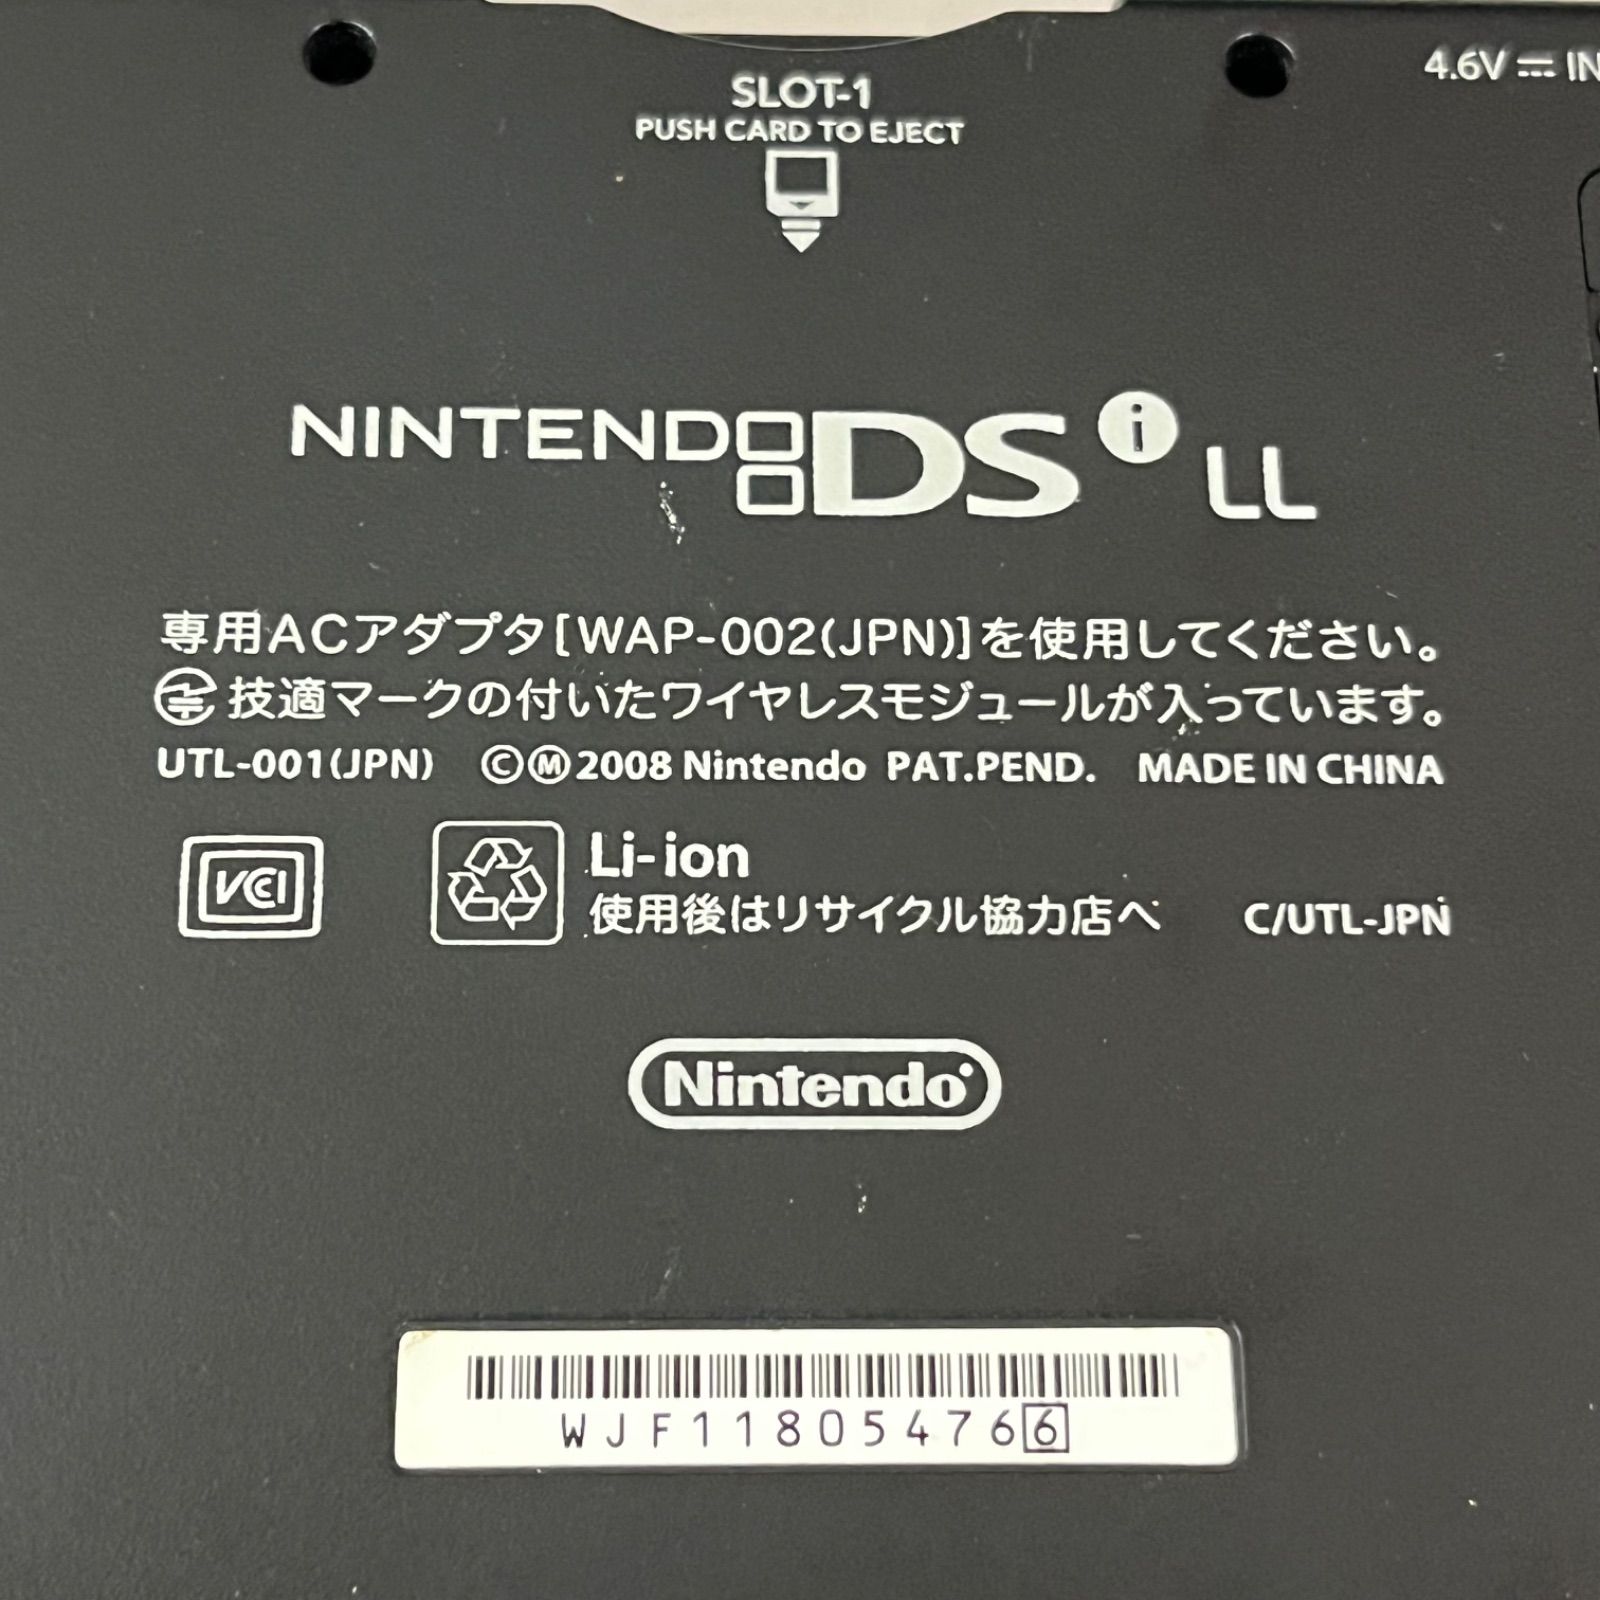 SLOT-1
PUSH CARD TO EJECT
4.6V ⎓ IN
NINTENDO DSi LL
専用ACアダプタ[WAP-002(JPN)]を使用してください。
技適マークの付いたワイヤレスモジュールが入っています。
UTL-001(JPN) ©Ⓜ2008 Nintendo PAT.PEND. MADE IN CHINA
VCCI
Li-ion
使用後はリサイクル協力店へ
C/UTL-JPN
Nintendo
WJF118054766